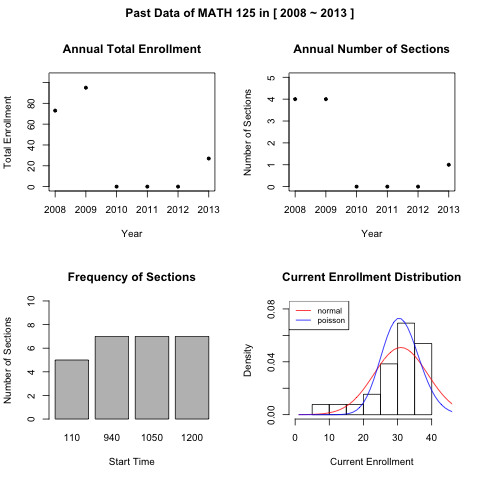 Past Data of MATH 125 in [ 2008 ~ 2013 ]
Annual Total Enrollment
Total Enrollment
0 20 40 60 80
2008 2009 2010 2011 2012 2013
Year
Annual Number of Sections
Number of Sections
0 1 2 3 4 5
2008 2009 2010 2011 2012 2013
Year
Frequency of Sections
Number of Sections
0 2 4 6 8 10
110 940 1050 1200
Start Time
Current Enrollment Distribution
normal
poisson
Density
0.00 0.04 0.08
0 10 20 30 40
Current Enrollment